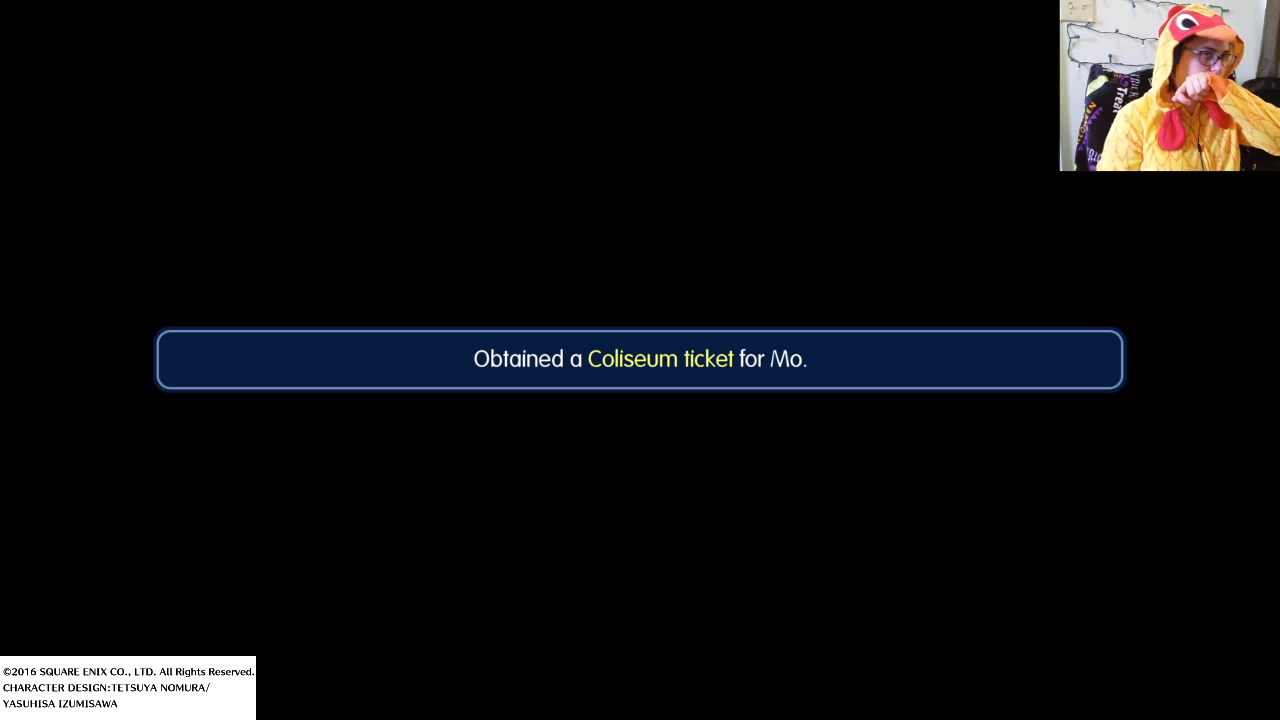 Obtained a Coliseum ticket for Mo.
Treat
©2016 SQUARE ENIX CO., LTD. All Rights Reserved.
CHARACTER DESIGN:TETSUYA NOMURA/
YASUHISA IZUMISAWA